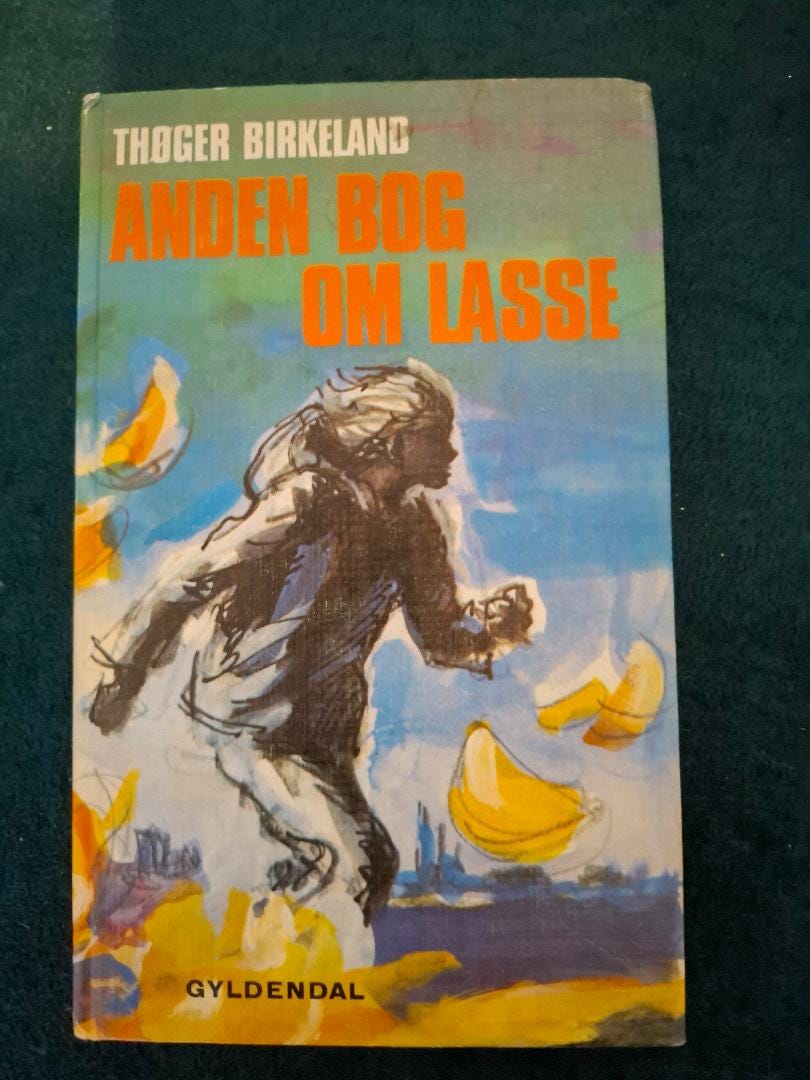 THØGER BIRKELAND
ANDEN BOG
OM LASSE
GYLDENDAL